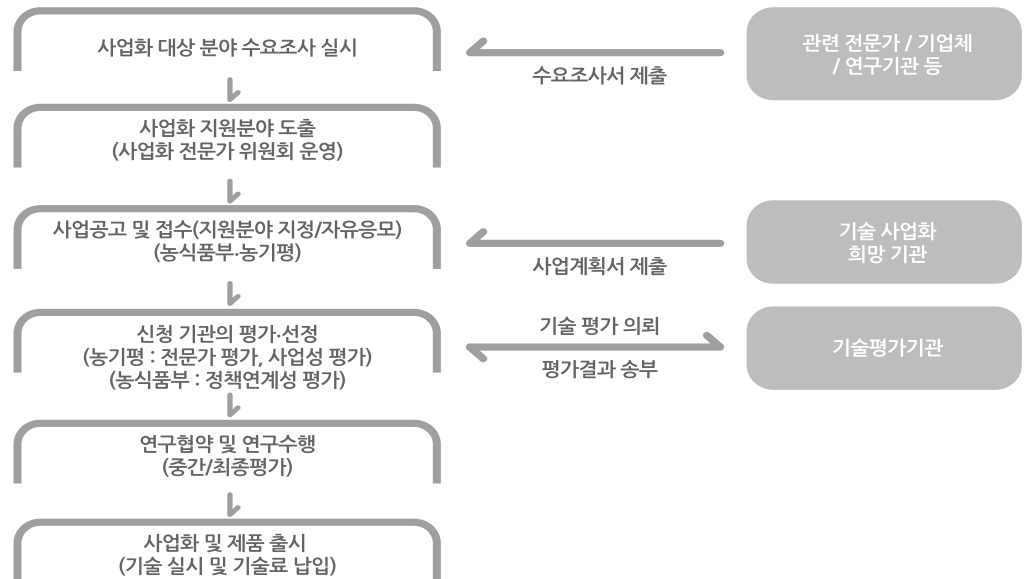 사업화 대상 분야 수요조사 실시
수요조사서 제출
관련 전문가 / 기업체
/ 연구기관 등
사업화 지원분야 도출
(사업화 전문가 위원회 운영)
사업공고 및 접수(지원분야 지정/자유응모)
(농식품부·농기평)
사업계획서 제출
기술 사업화
희망 기관
신청 기관의 평가·선정
(농기평 : 전문가 평가, 사업성 평가)
(농식품부 : 정책연계성 평가)
기술 평가 의뢰
평가결과 송부
기술평가기관
연구협약 및 연구수행
(중간/최종평가)
사업화 및 제품 출시
(기술 실시 및 기술료 납입)